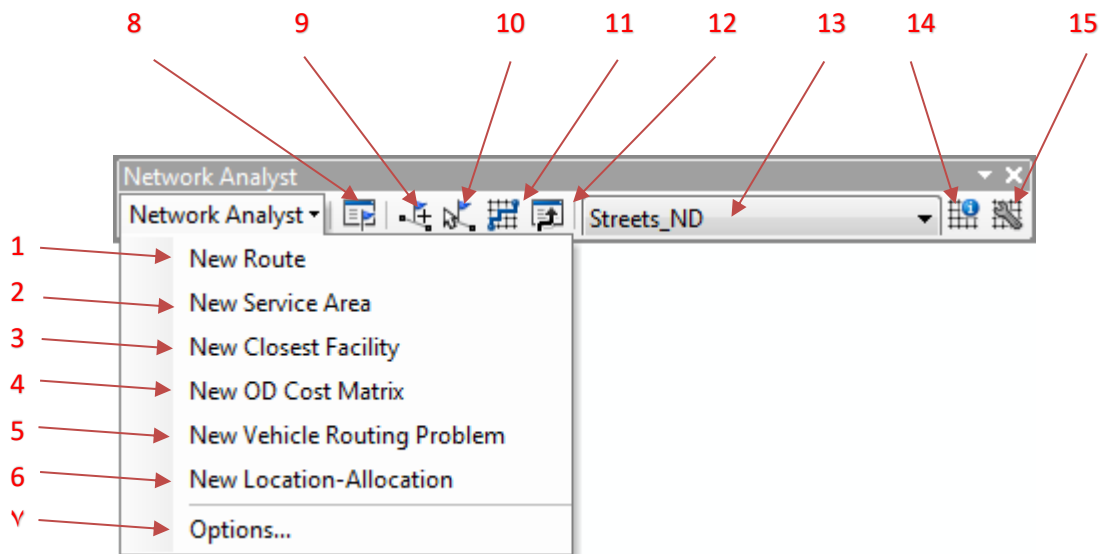 8 9 10 11 12 13 14 15
Network Analyst
Network Analyst
Streets_ND
1 New Route
2 New Service Area
3 New Closest Facility
4 New OD Cost Matrix
5 New Vehicle Routing Problem
6 New Location-Allocation
٧ Options...